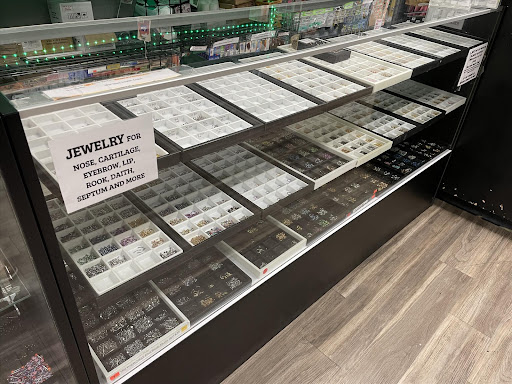 JEWELRY FOR
NOSE, CARTILAGE,
EYEBROW, LIP,
ROOK, DAITH,
SEPTUM AND MORE